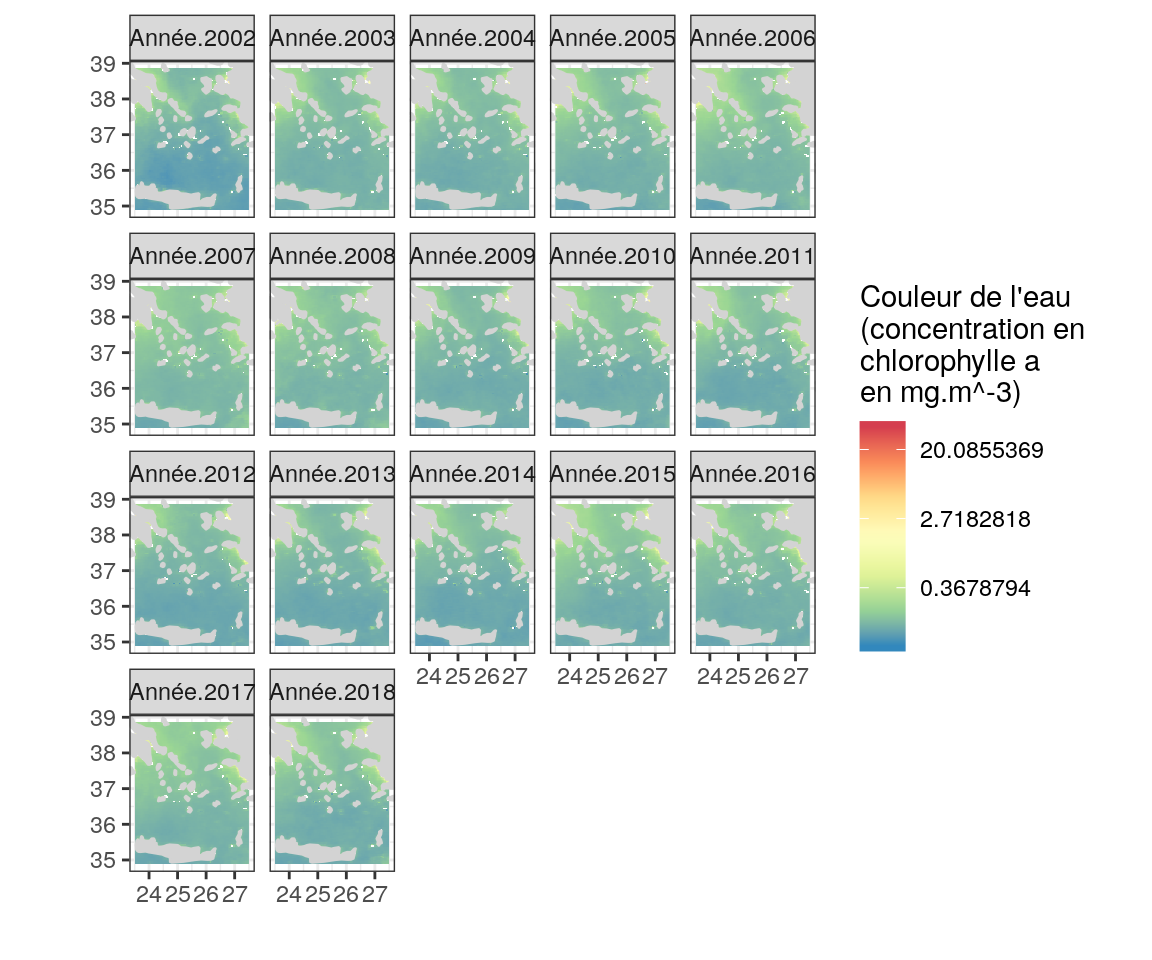 Année.2002 Année.2003 Année.2004 Année.2005 Année.2006
39
38
37
36
35
Année.2007 Année.2008 Année.2009 Année.2010 Année.2011
39
38
37
36
35
Couleur de l'eau
(concentration en
chlorophylle a
en mg.m^-3)
20.0855369
2.7182818
0.3678794
Année.2012 Année.2013 Année.2014 Année.2015 Année.2016
39
38
37
36
35
24 25 26 27 24 25 26 27 24 25 26 27
Année.2017 Année.2018
39
38
37
36
35
24 25 26 27 24 25 26 27